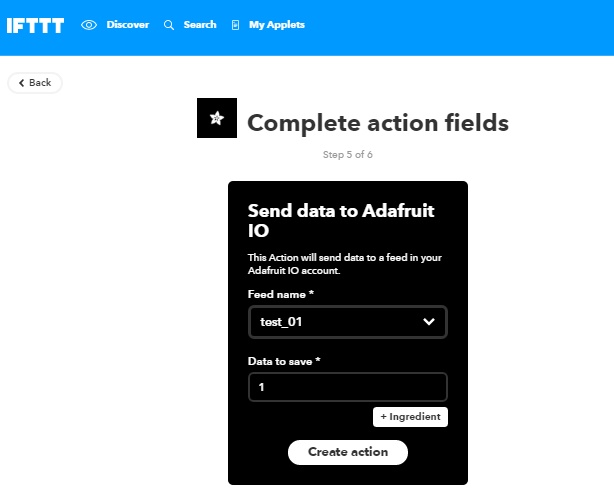 IFTTT Discover Search My Applets
Back
Complete action fields
Step 5 of 6
Send data to Adafruit
IO
This Action will send data to a feed in your
Adafruit IO account.
Feed name *
test_01
Data to save *
1
+ Ingredient
Create action